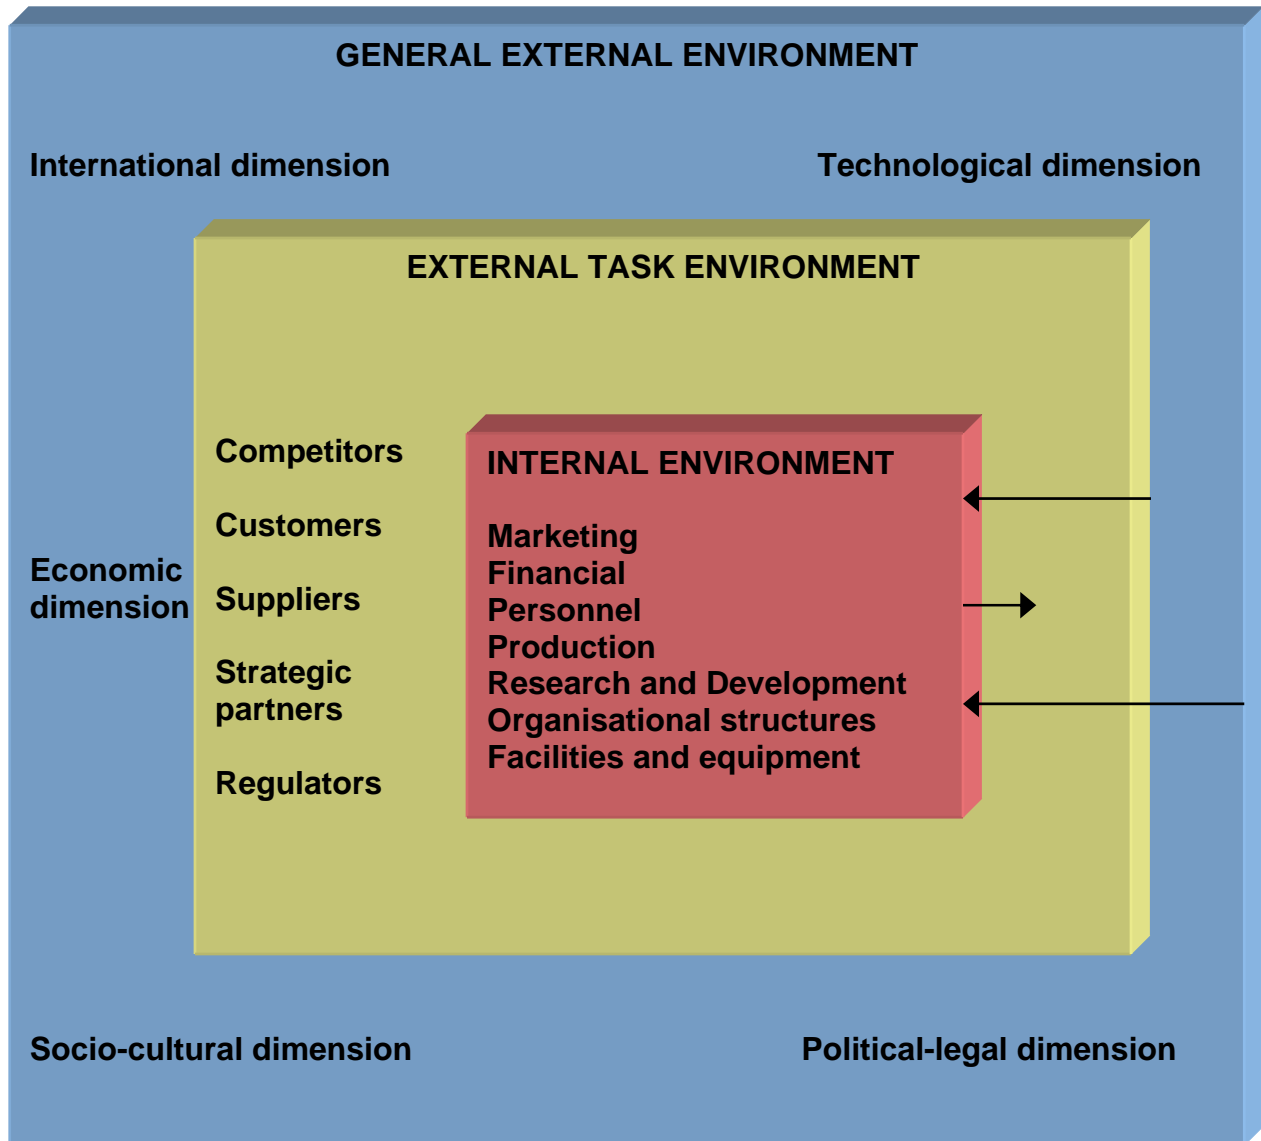 GENERAL EXTERNAL ENVIRONMENT
International dimension
Technological dimension
EXTERNAL TASK ENVIRONMENT
Competitors
Customers
Economic
dimension
Suppliers
Strategic
partners
Regulators
INTERNAL ENVIRONMENT
Marketing
Financial
Personnel
Production
Research and Development
Organisational structures
Facilities and equipment
Socio-cultural dimension
Political-legal dimension